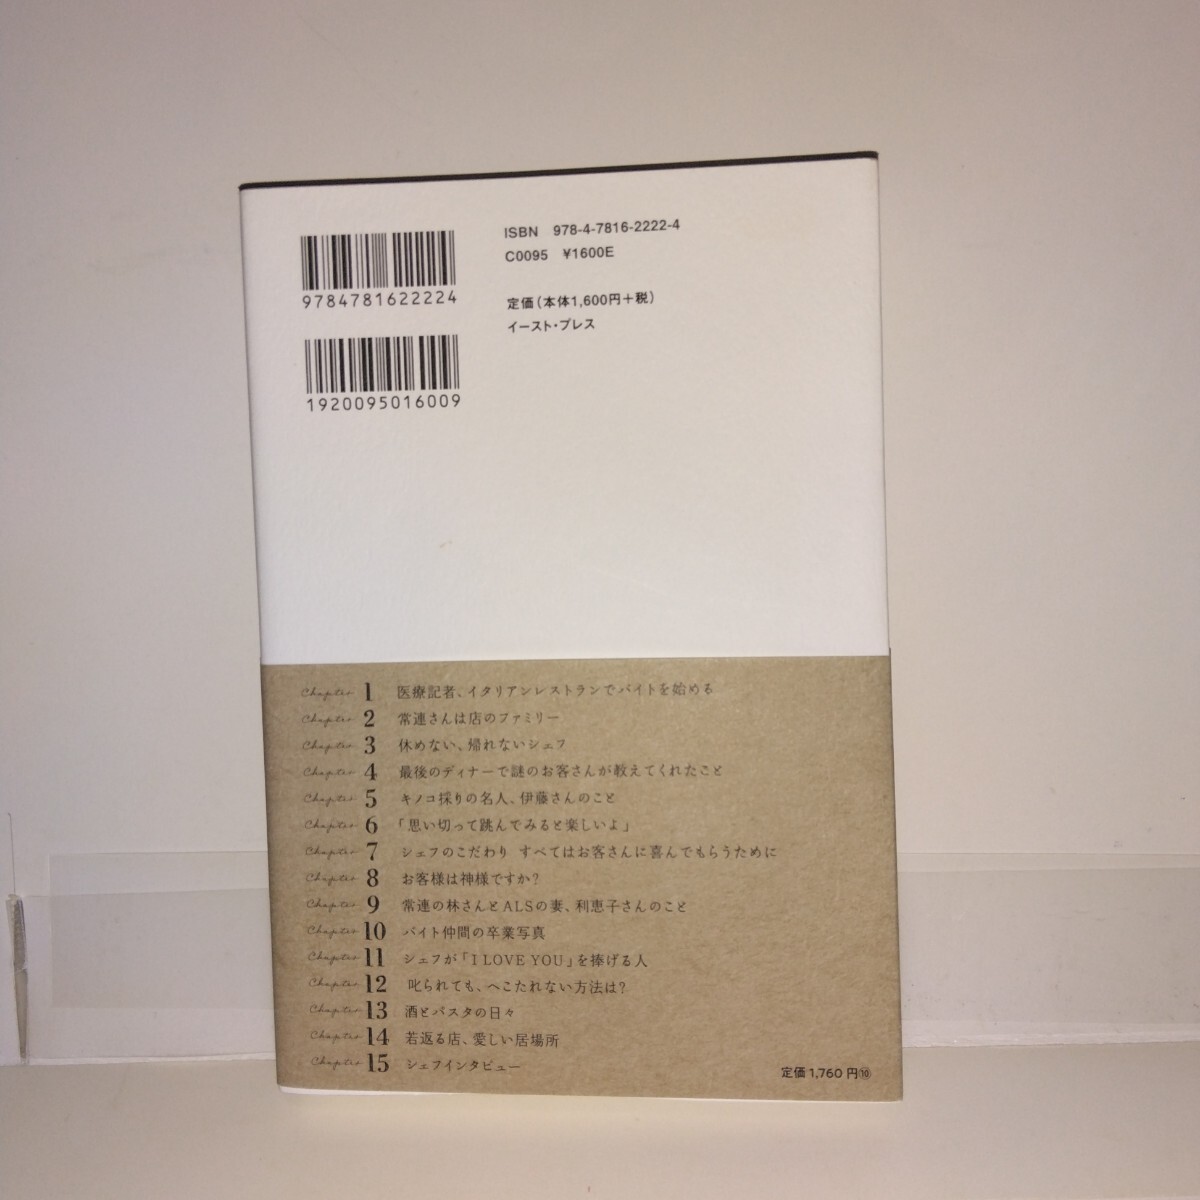 9784781622224
1920095016009
ISBN 978-4-7816-2222-4
C0095 ¥1600E
定価（本体1,600円＋税）
イースト・プレス
Chapter 1 医療記者、イタリアンレストランでバイトを始める
Chapter 2 常連さんは店のファミリー
Chapter 3 休めない、帰れないシェフ
Chapter 4 最後のディナーで謎のお客さんが教えてくれたこと
Chapter 5 キノコ採りの名人、伊藤さんのこと
Chapter 6 「思い切って跳んでみると楽しいよ」
Chapter 7 シェフのこだわり すべてはお客さんに喜んでもらうために
Chapter 8 お客様は神様ですか？
Chapter 9 常連の林さんとALSの妻、利恵子さんのこと
Chapter 10 バイト仲間の卒業写真
Chapter 11 シェフが「I LOVE YOU」を捧げる人
Chapter 12 叱られても、へこたれない方法は？
Chapter 13 酒とパスタの日々
Chapter 14 若返る店、愛しい居場所
Chapter 15 シェフインタビュー
定価1,760円⑩